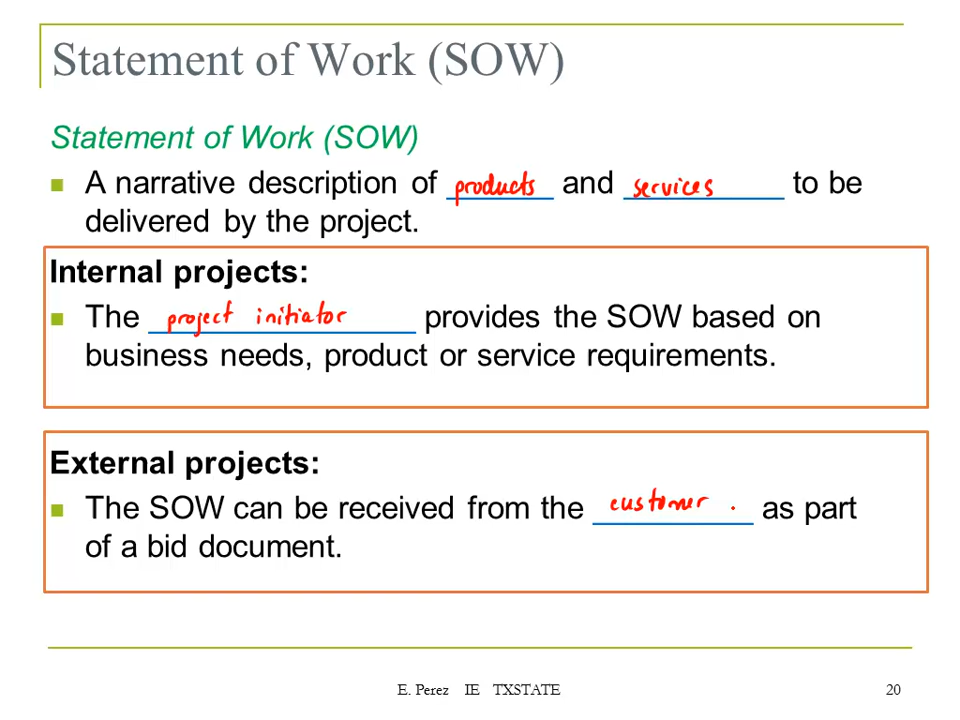 Statement of Work (SOW)
Statement of Work (SOW)
A narrative description of products and services to be
delivered by the project.
Internal projects:
The project initiator provides the SOW based on
business needs, product or service requirements.
External projects:
The SOW can be received from the customer as part
of a bid document.
E. Perez IE TXSTATE 20